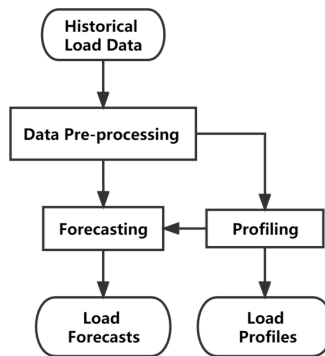 Historical
Load Data
Data Pre-processing
Forecasting
Profiling
Load
Forecasts
Load
Profiles